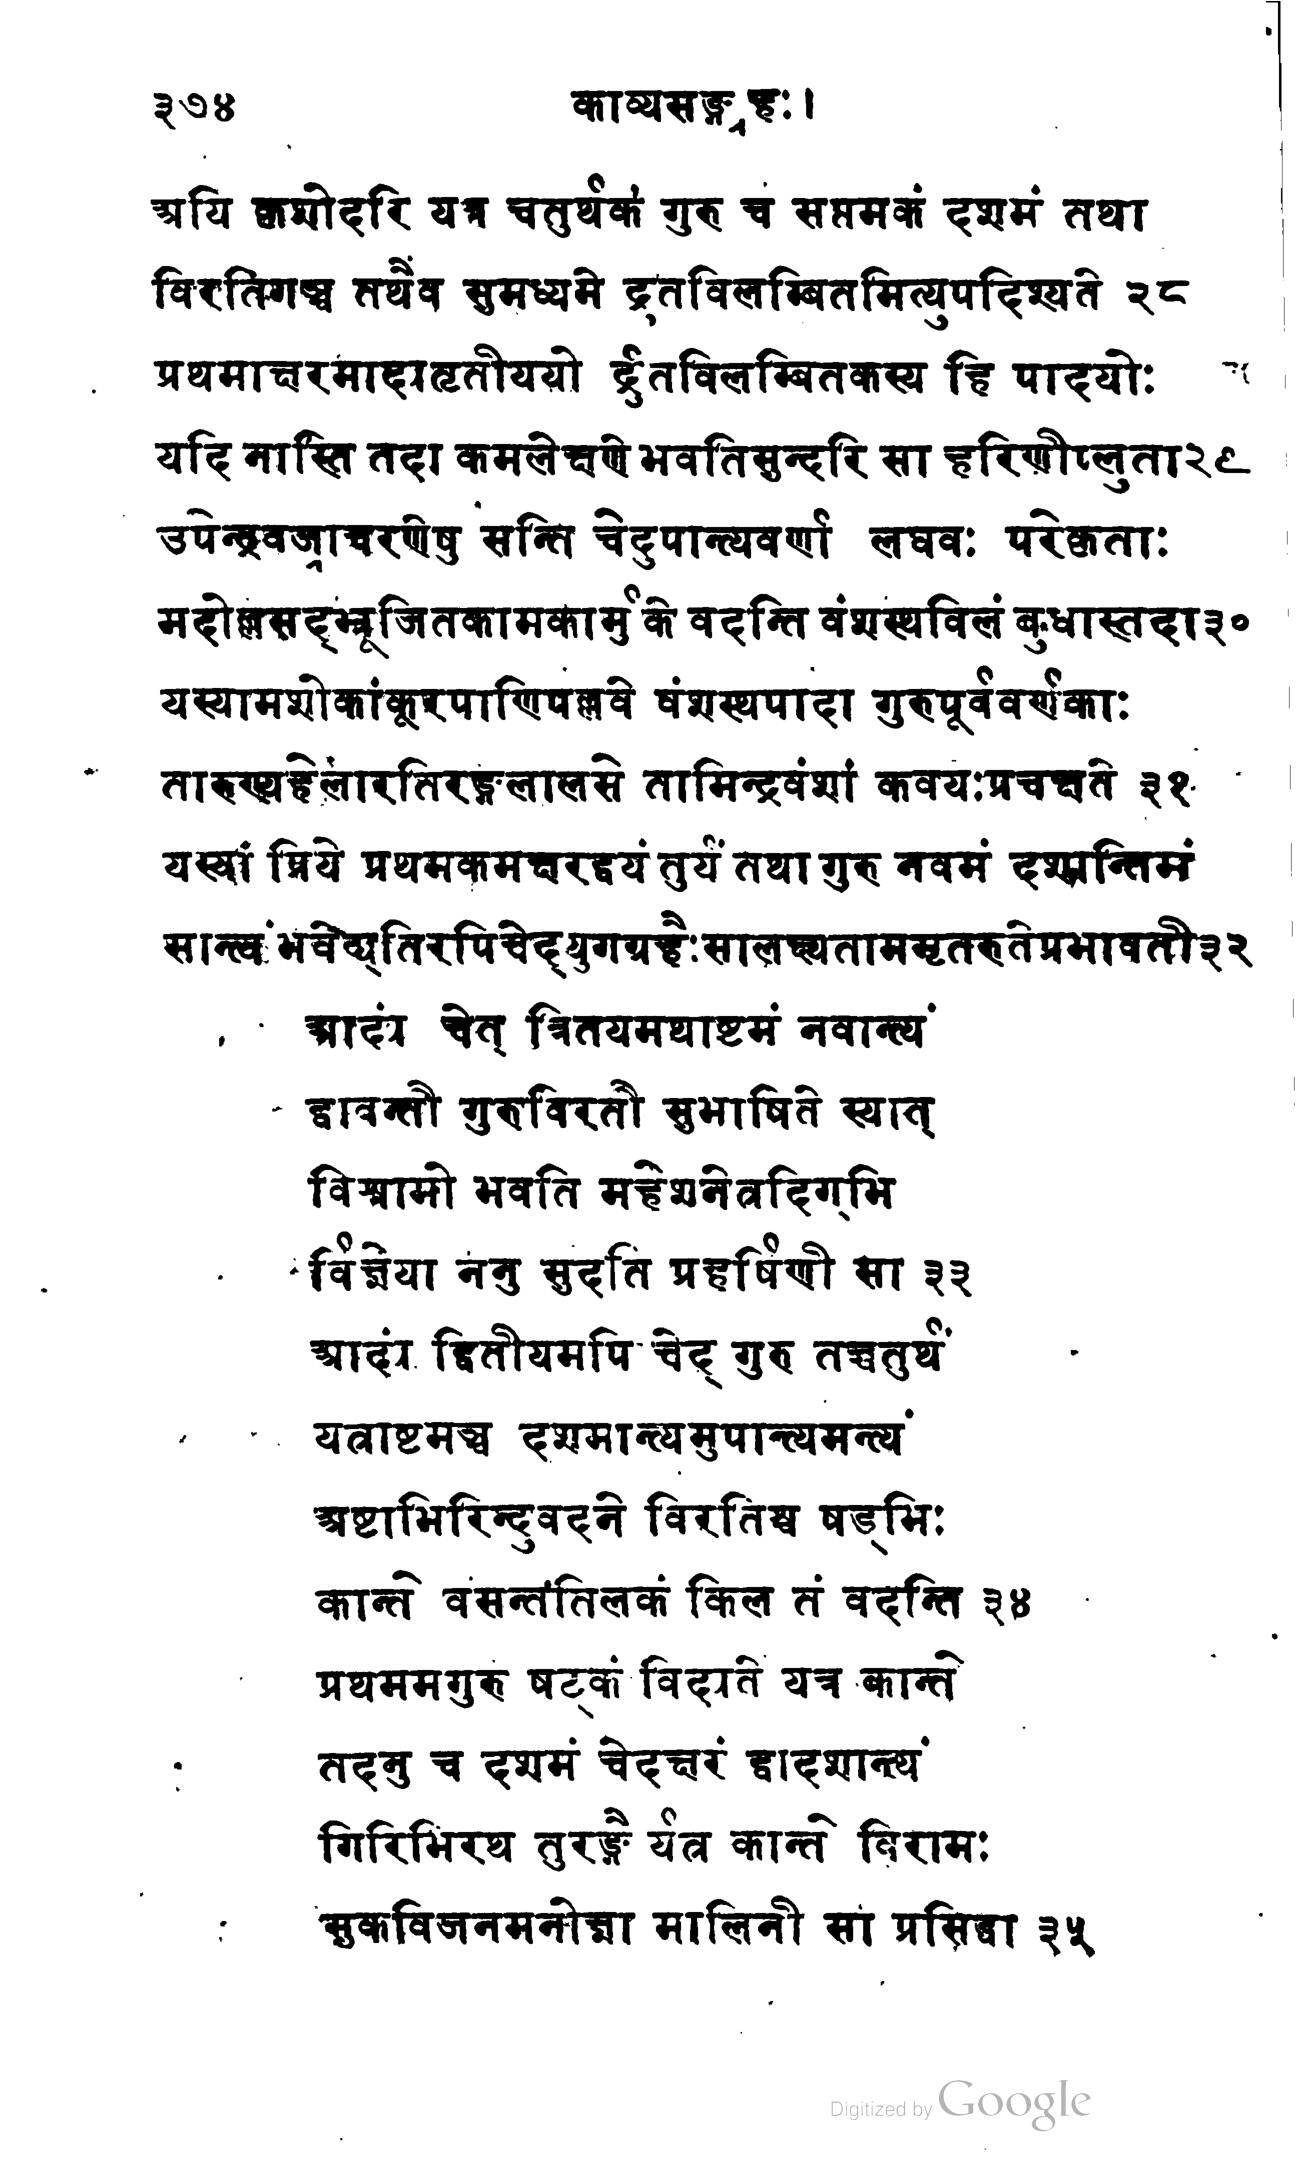 ३७४ काव्यसङ्ग्रहः।
अयि कृशोदरि यत्र चतुर्थकं गुरु च सप्तमकं दशमं तथा
विरतिगञ्च तथैव सुमध्यमे द्रुतविलम्बितमित्युपदिश्यते २८
प्रथमाक्षरमाद्यतृतीययो र्द्रुतविलम्बितकस्य हि पादयोः
यदि नास्ति तदा कमलेक्षणे भवतिसुन्दरि सा हरिणीप्लुता२९
उपेन्द्रवज्राचरणेषु सन्ति चेदुपान्त्यवर्णा लघवः परेकृताः
मदोल्लसद्भ्रूजितकामकार्मुके वदन्ति वंशस्थविलं बुधास्तदा३०
यस्यामशोकांकूरपाणिपल्लवे वंशस्थपादा गुरुपूर्ववर्णकाः
तारुण्यहेलारतिरङ्गलालसे तामिन्द्रवंशां कवयःप्रचक्षते ३१
यस्यां प्रिये प्रथमकमक्षरद्वयं तुर्यं तथा गुरु नवमं दशान्तिमं
सान्त्यं भवेद्यतिरपिचेद्युगग्रहैःसालक्ष्यताममृतरुतेप्रभावती३२
आद्यं चेत् त्रितयमथाष्टमं नवान्त्यं
द्वावन्तौ गुरुविरतौ सुभाषिते स्यात्
विश्रामो भवति महेशनेत्रदिग्भि
र्विज्ञेया ननु सुदति प्रहर्षिणी सा ३३
आद्यं द्वितीयमपि चेद् गुरु तच्चतुर्थं
यत्राष्टमञ्च दशमान्त्यमुपान्त्यमन्त्यं
अष्टाभिरिन्दुवदने विरतिश्च षड्भिः
कान्ते वसन्ततिलकं किल तं वदन्ति ३४
प्रथममगुरु षट्कं विद्यते यत्र कान्ते
तदनु च दशमं चेदक्षरं द्वादशान्त्यं
गिरिभिरथ तुरङ्गै र्यत्र कान्ते विरामः
सुकविजनमनोज्ञा मालिनी सा प्रसिद्धा ३५
Digitized by Google